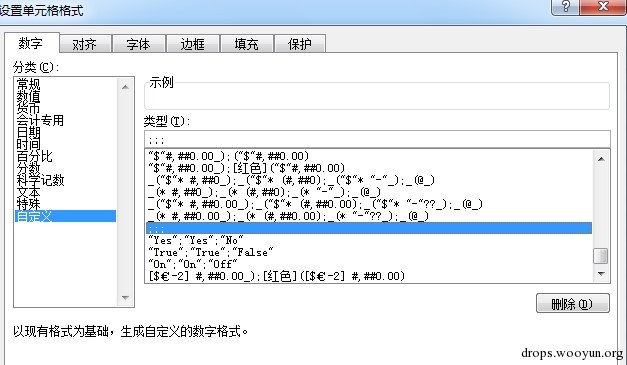 设置单元格格式
数字 对齐 字体 边框 填充 保护
分类(C):
常规
数值
货币
会计专用
日期
时间
百分比
分数
科学记数
文本
特殊
自定义
示例
类型(T):
;;;
"$"#,##0.00_);("$"#,##0.00)
"$"#,##0.00_);[红色]("$"#,##0.00)
_("$"* #,##0_);_("$"* (#,##0);_("$"* "-"_);_(@_)
_(* #,##0_);_(* (#,##0);_(* "-"_);_(@_)
_("$"* #,##0.00_);_("$"* (#,##0.00);_("$"* "-"??_);_(@_)
_(* #,##0.00_);_(* (#,##0.00);_(* "-"??_);_(@_)
;;;
"Yes";"Yes";"No"
"True";"True";"False"
"On";"On";"Off"
[$€-2] #,##0.00_);[红色]([$€-2] #,##0.00)
删除(D)
以现有格式为基础，生成自定义的数字格式。
drops.wooyun.org